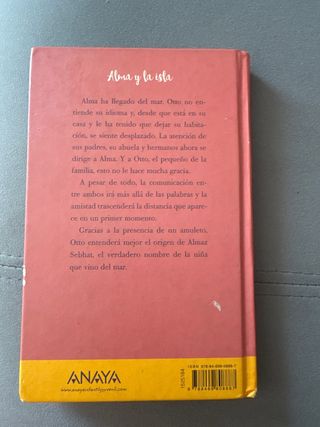 Alma y la isla
Alma ha llegado del mar. Otto no en-
tiende su idioma y, desde que está en su
casa y le ha tenido que dejar su habita-
ción, se siente desplazado. La atención de
sus padres, su abuela y hermanos ahora se
dirige a Alma. Y a Otto, el pequeño de la
familia, esto no le hace mucha gracia.
A pesar de todo, la comunicación en-
tre ambos irá más allá de las palabras y la
amistad trascenderá la distancia que apare-
ce en un primer momento.
Gracias a la presencia de un amuleto,
Otto entenderá mejor el origen de Almaz
Sebhat, el verdadero nombre de la niña
que vino del mar.
ANAYA
www.anayainfantilyjuvenil.com
1525184